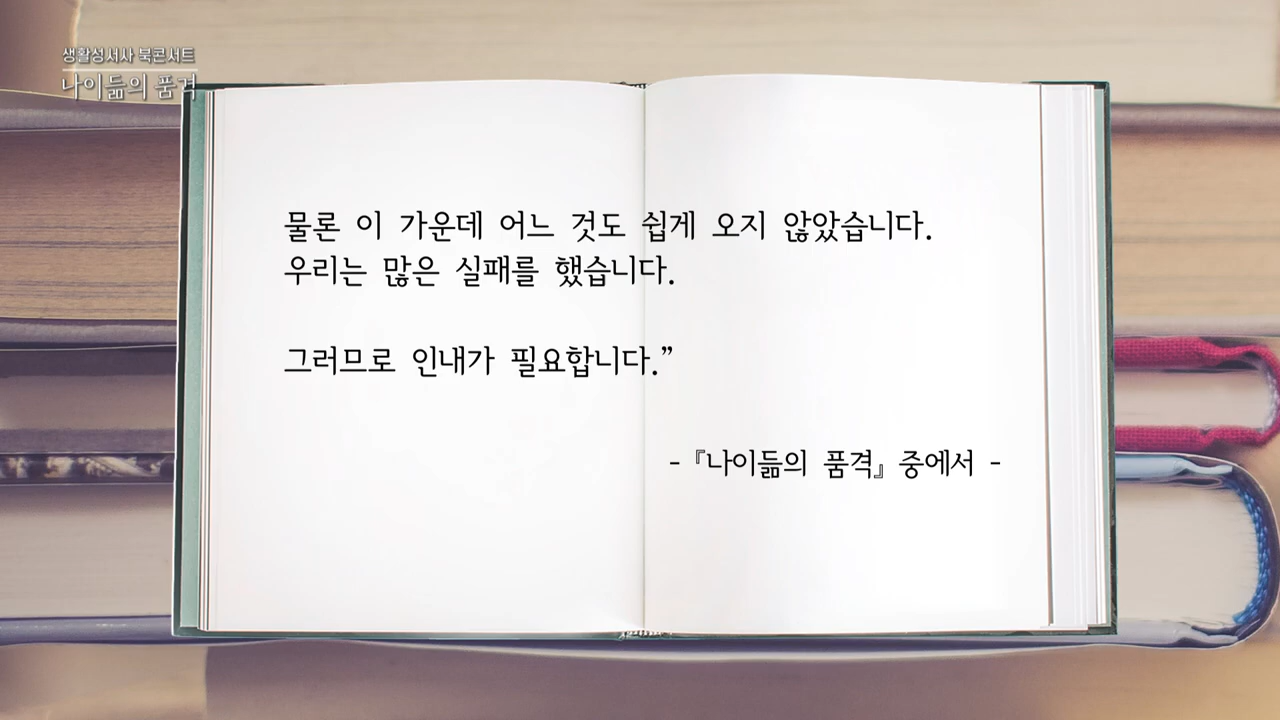 생활성서사 북콘서트
나이듦의 품격
물론 이 가운데 어느 것도 쉽게 오지 않았습니다.
우리는 많은 실패를 했습니다.
그러므로 인내가 필요합니다.”
- 『나이듦의 품격』 중에서 -